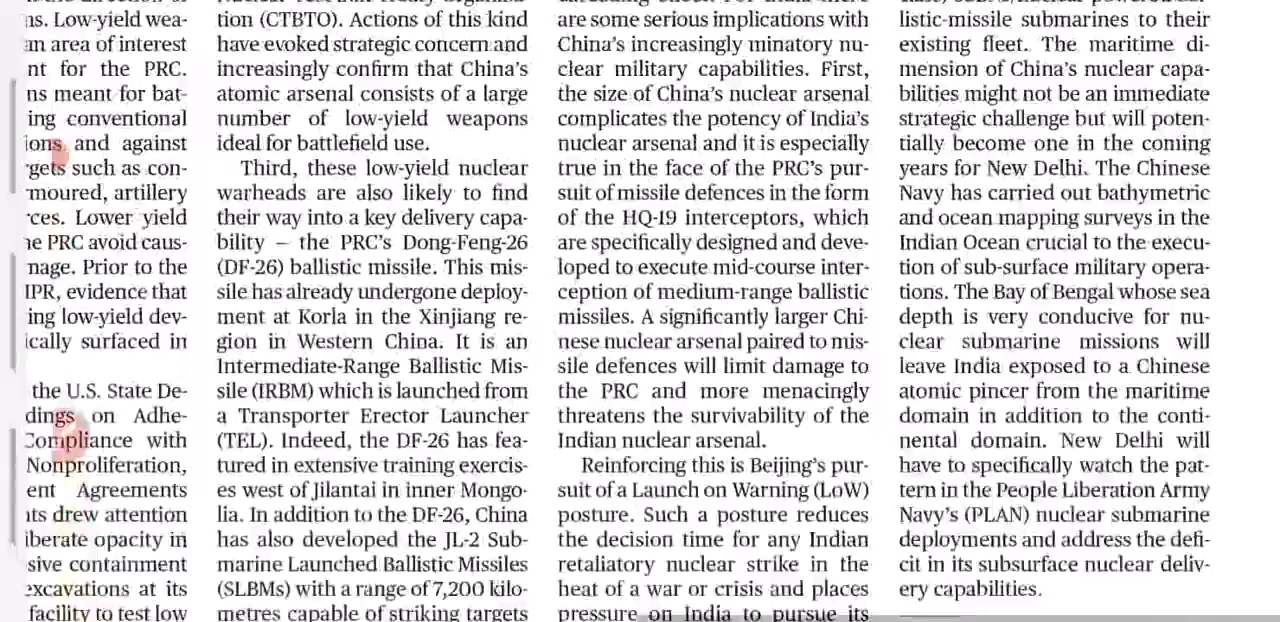 ns. Low-yield wea-
an area of interest
nt for the PRC.
ns meant for bat-
ing conventional
ions and against
gets such as con-
moured, artillery
ces. Lower yield
he PRC avoid caus-
mage. Prior to the
IPR, evidence that
ing low-yield dev-
ically surfaced in
the U.S. State De-
dings on Adhe-
Compliance with
Nonproliferation,
ent Agreements
nts drew attention
iberate opacity in
sive containment
excavations at its
facility to test low
tion (CTBTO). Actions of this kind
have evoked strategic concern and
increasingly confirm that China's
atomic arsenal consists of a large
number of low-yield weapons
ideal for battlefield use.
Third, these low-yield nuclear
warheads are also likely to find
their way into a key delivery capa-
bility – the PRC's Dong-Feng-26
(DF-26) ballistic missile. This mis-
sile has already undergone deploy-
ment at Korla in the Xinjiang re-
gion in Western China. It is an
Intermediate-Range Ballistic Mis-
sile (IRBM) which is launched from
a Transporter Erector Launcher
(TEL). Indeed, the DF-26 has fea-
tured in extensive training exercis-
es west of Jilantai in inner Mongo-
lia. In addition to the DF-26, China
has also developed the JL-2 Sub-
marine Launched Ballistic Missiles
(SLBMs) with a range of 7,200 kilo-
metres capable of striking targets
are some serious implications with
China's increasingly minatory nu-
clear military capabilities. First,
the size of China's nuclear arsenal
complicates the potency of India's
nuclear arsenal and it is especially
true in the face of the PRC's pur-
suit of missile defences in the form
of the HQ-19 interceptors, which
are specifically designed and deve-
loped to execute mid-course inter-
ception of medium-range ballistic
missiles. A significantly larger Chi-
nese nuclear arsenal paired to mis-
sile defences will limit damage to
the PRC and more menacingly
threatens the survivability of the
Indian nuclear arsenal.
Reinforcing this is Beijing's pur-
suit of a Launch on Warning (LoW)
posture. Such a posture reduces
the decision time for any Indian
retaliatory nuclear strike in the
heat of a war or crisis and places
pressure on India to pursue its
listic-missile submarines to their
existing fleet. The maritime di-
mension of China's nuclear capa-
bilities might not be an immediate
strategic challenge but will poten-
tially become one in the coming
years for New Delhi. The Chinese
Navy has carried out bathymetric
and ocean mapping surveys in the
Indian Ocean crucial to the execu-
tion of sub-surface military opera-
tions. The Bay of Bengal whose sea
depth is very conducive for nu-
clear submarine missions will
leave India exposed to a Chinese
atomic pincer from the maritime
domain in addition to the conti-
nental domain. New Delhi will
have to specifically watch the pat-
tern in the People Liberation Army
Navy's (PLAN) nuclear submarine
deployments and address the defi-
cit in its subsurface nuclear deliv-
ery capabilities.